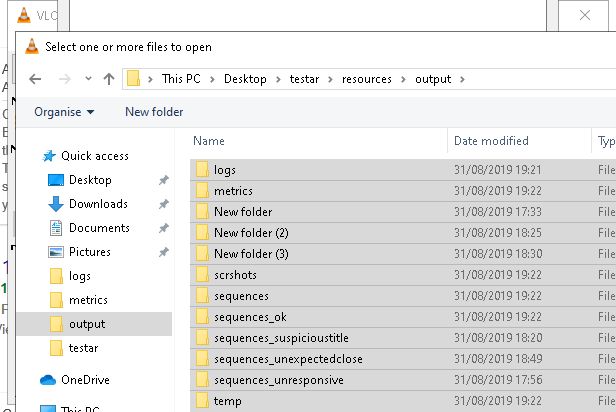 VLC
Select one or more files to open
This PC > Desktop > testar > resources > output >
Organise New folder
Name Date modified Typ
Quick access
Desktop
Downloads
Documents
Pictures
logs
metrics
output
testar
OneDrive
This PC
logs 31/08/2019 19:21 File
metrics 31/08/2019 19:22 File
New folder 31/08/2019 17:33 File
New folder (2) 31/08/2019 18:25 File
New folder (3) 31/08/2019 18:30 File
scrshots 31/08/2019 19:22 File
sequences 31/08/2019 19:22 File
sequences_ok 31/08/2019 19:22 File
sequences_suspicioustitle 31/08/2019 18:20 File
sequences_unexpectedclose 31/08/2019 18:49 File
sequences_unresponsive 31/08/2019 17:56 File
temp 31/08/2019 19:22 File